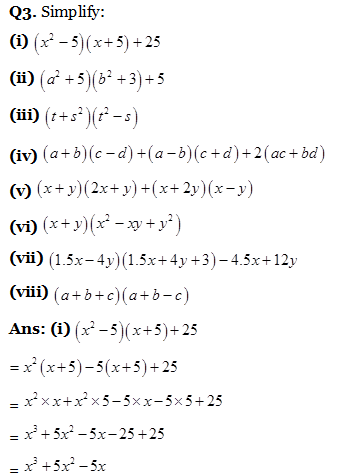 Q3. Simplify:
(i) (x² – 5)(x + 5) + 25
(ii) (a² + 5)(b² + 3) + 5
(iii) (t + s²)(t² – s)
(iv) (a + b)(c – d) + (a – b)(c + d) + 2(ac + bd)
(v) (x + y)(2x + y) + (x + 2y)(x – y)
(vi) (x + y)(x² – xy + y²)
(vii) (1.5x – 4y)(1.5x + 4y + 3) – 4.5x + 12y
(viii) (a + b + c)(a + b – c)
Ans: (i) (x² – 5)(x + 5) + 25
= x²(x + 5) – 5(x + 5) + 25
= x² × x + x² × 5 – 5 × x – 5 × 5 + 25
= x³ + 5x² – 5x – 25 + 25
= x³ + 5x² – 5x